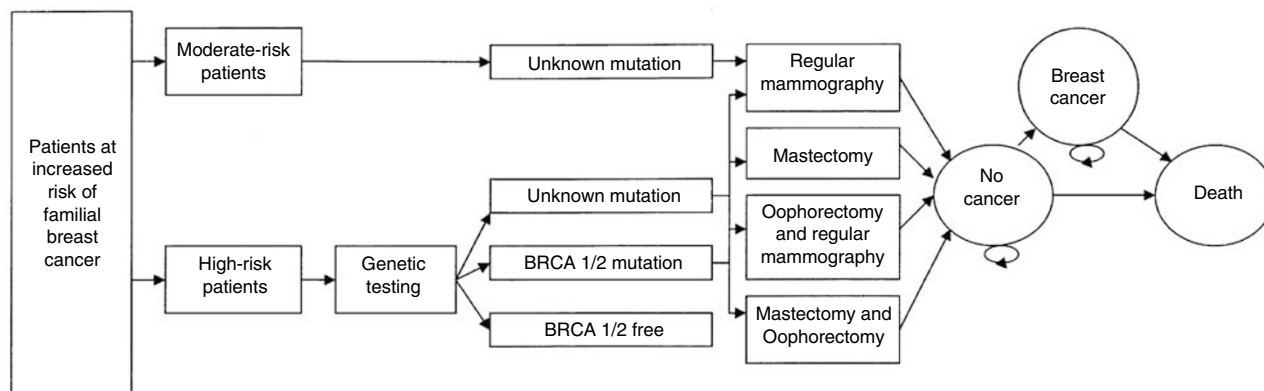 Patients at
increased
risk of
familial
breast
cancer
Moderate-risk
patients
High-risk
patients
Genetic
testing
Unknown mutation
Unknown mutation
BRCA 1/2 mutation
BRCA 1/2 free
Regular
mammography
Mastectomy
Oophorectomy
and regular
mammography
Mastectomy and
Oophorectomy
No
cancer
Breast
cancer
Death